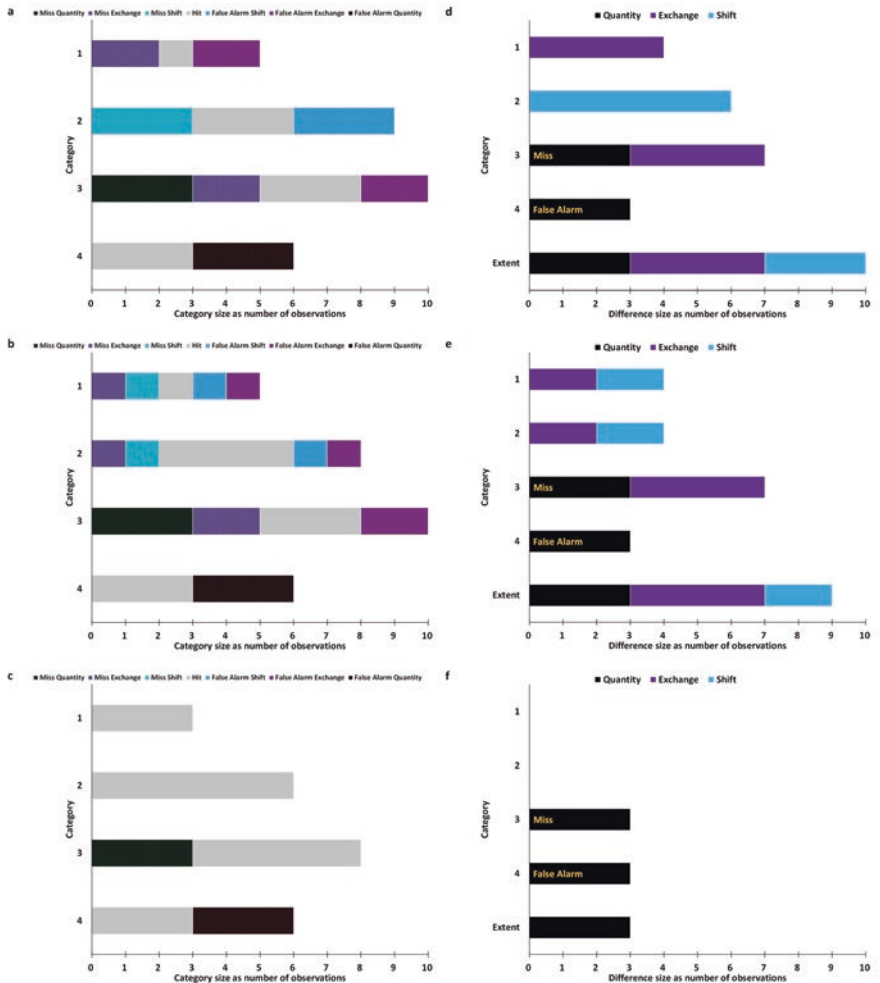 a
■ Miss Quantity ■ Miss Exchange ■ Miss Shift ■ Hit ■ False Alarm Shift ■ False Alarm Exchange ■ False Alarm Quantity
Category
1
2
3
4
0 1 2 3 4 5 6 7 8 9 10
Category size as number of observations
d
■ Quantity ■ Exchange ■ Shift
Category
1
2
3 Miss
4 False Alarm
Extent
0 1 2 3 4 5 6 7 8 9 10
Difference size as number of observations
b
■ Miss Quantity ■ Miss Exchange ■ Miss Shift ■ Hit ■ False Alarm Shift ■ False Alarm Exchange ■ False Alarm Quantity
Category
1
2
3
4
0 1 2 3 4 5 6 7 8 9 10
Category size as number of observations
e
■ Quantity ■ Exchange ■ Shift
Category
1
2
3 Miss
4 False Alarm
Extent
0 1 2 3 4 5 6 7 8 9 10
Difference size as number of observations
c
■ Miss Quantity ■ Miss Exchange ■ Miss Shift ■ Hit ■ False Alarm Shift ■ False Alarm Exchange ■ False Alarm Quantity
Category
1
2
3
4
0 1 2 3 4 5 6 7 8 9 10
Category size as number of observations
f
■ Quantity ■ Exchange ■ Shift
Category
1
2
3 Miss
4 False Alarm
Extent
0 1 2 3 4 5 6 7 8 9 10
Difference size as number of observations